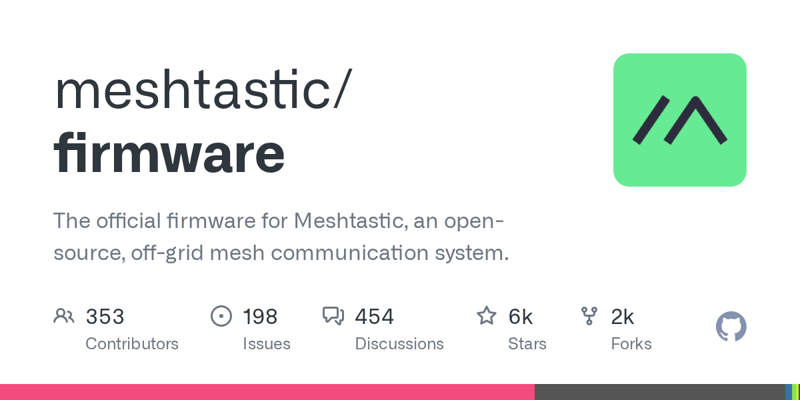 meshtastic/
firmware
The official firmware for Meshtastic, an open-
source, off-grid mesh communication system.
353 198 454 6k 2k
Contributors Issues Discussions Stars Forks